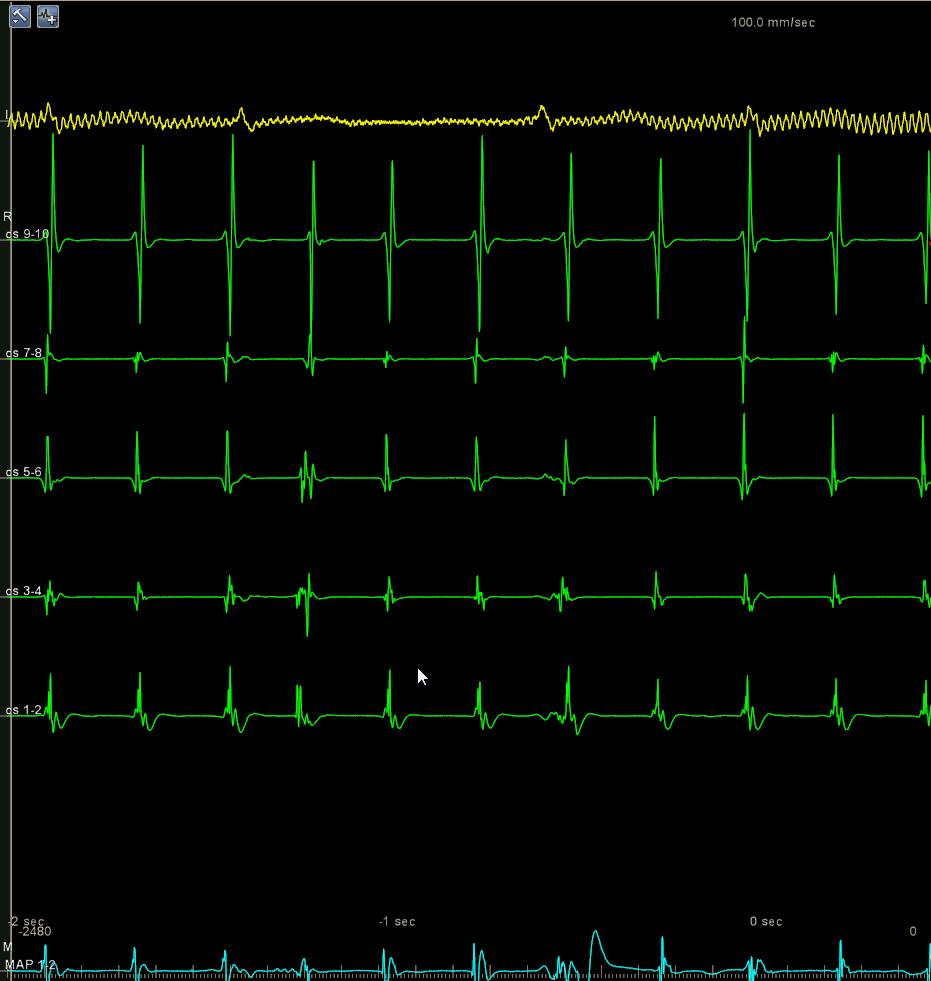 100.0 mm/sec
I
R
cs 9-10
cs 7-8
cs 5-6
cs 3-4
cs 1-2
-2 sec
-1 sec
0 sec
-2480
0
M
MAP 1-2